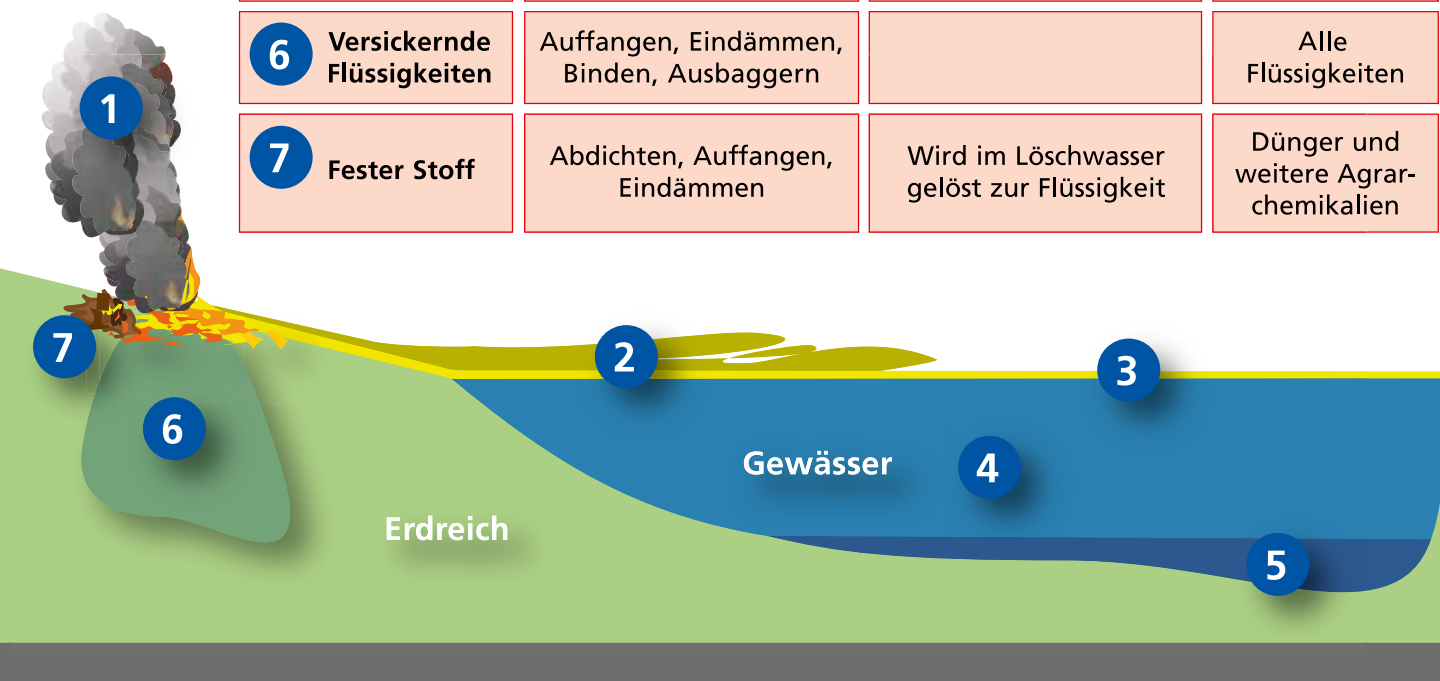 6
Versickernde
Flüssigkeiten
Auffangen, Eindämmen,
Binden, Ausbaggern
Alle
Flüssigkeiten
7
Fester Stoff
Abdichten, Auffangen,
Eindämmen
Wird im Löschwasser
gelöst zur Flüssigkeit
Dünger und
weitere Agrar-
chemikalien
1
7
2
3
6
Gewässer
4
Erdreich
5